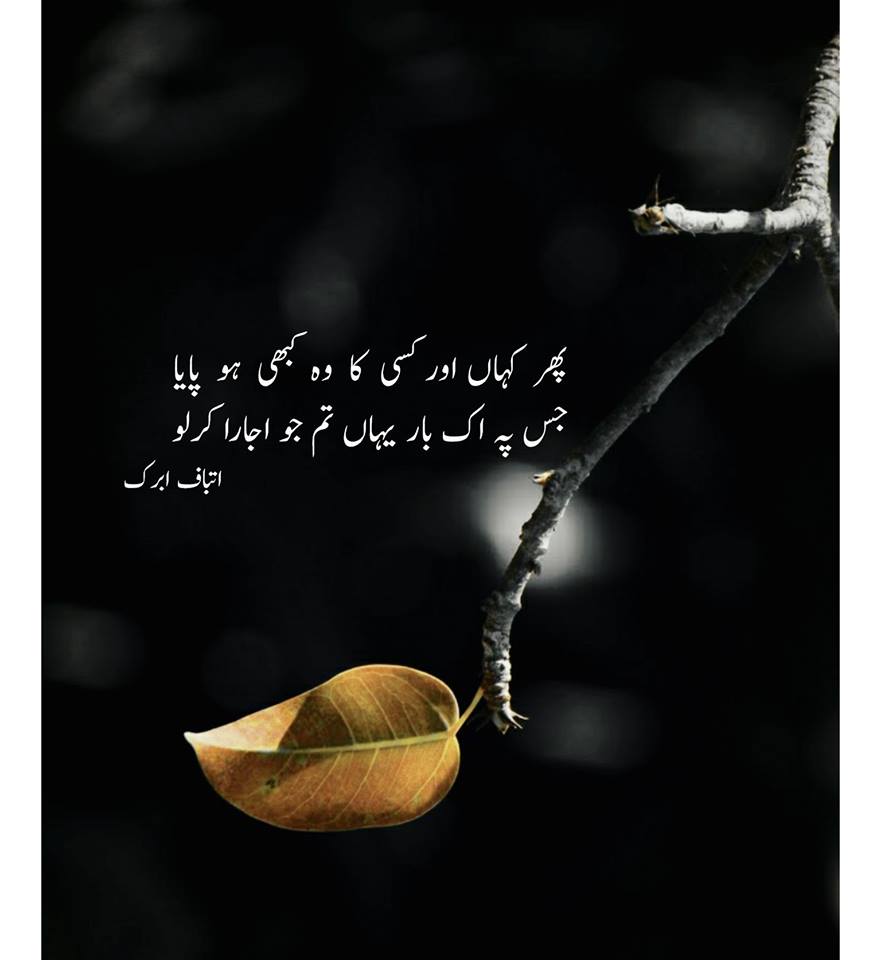 پھر کہاں اور کسی کا وہ کبھی ہو پایا
جس پہ اک بار یہاں تم جو اجارا کرلو
اتباف ابرک